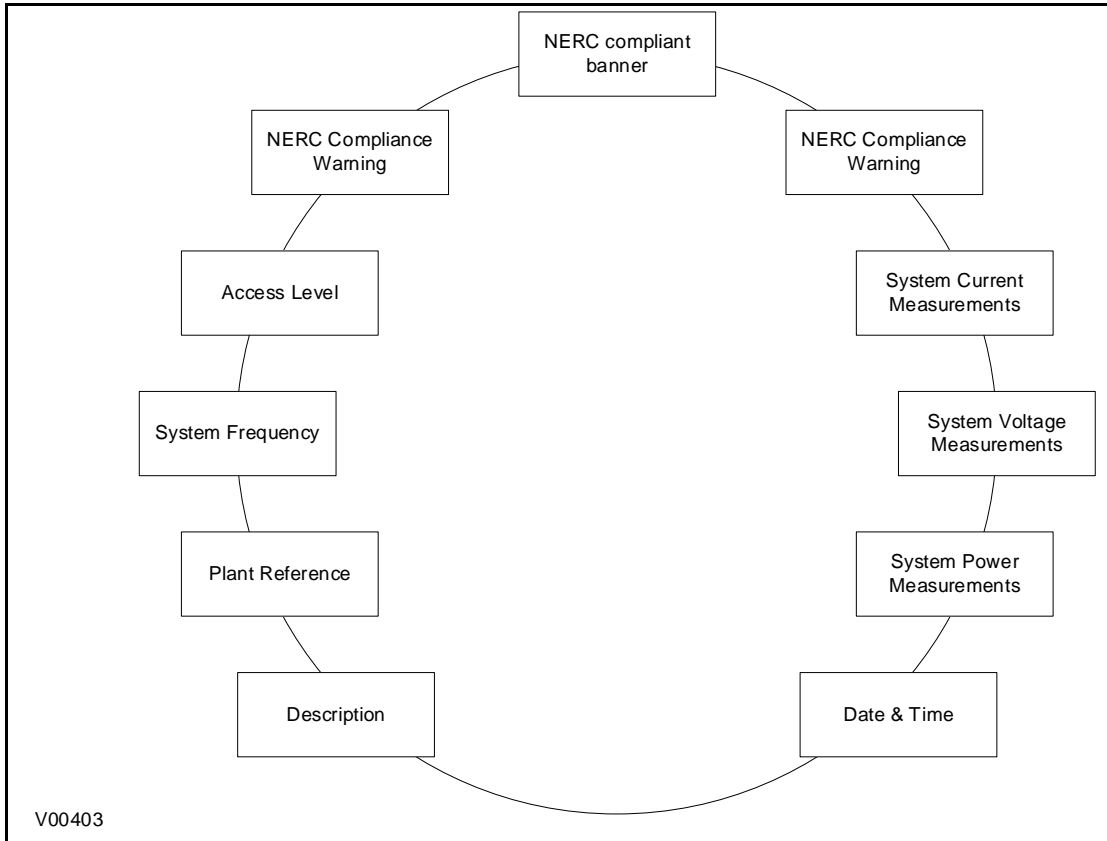 NERC compliant
banner
NERC Compliance
Warning
NERC Compliance
Warning
Access Level
System Current
Measurements
System Frequency
System Voltage
Measurements
Plant Reference
System Power
Measurements
Description
Date & Time
V00403